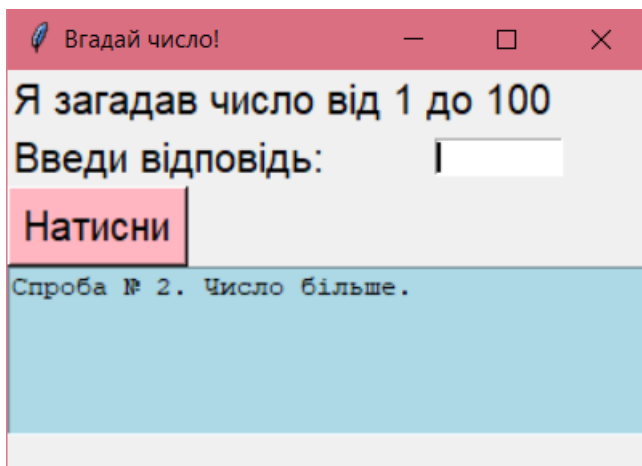 Вгадай число!
Я загадав число від 1 до 100
Введи відповідь:
Натисни
Спроба № 2. Число більше.